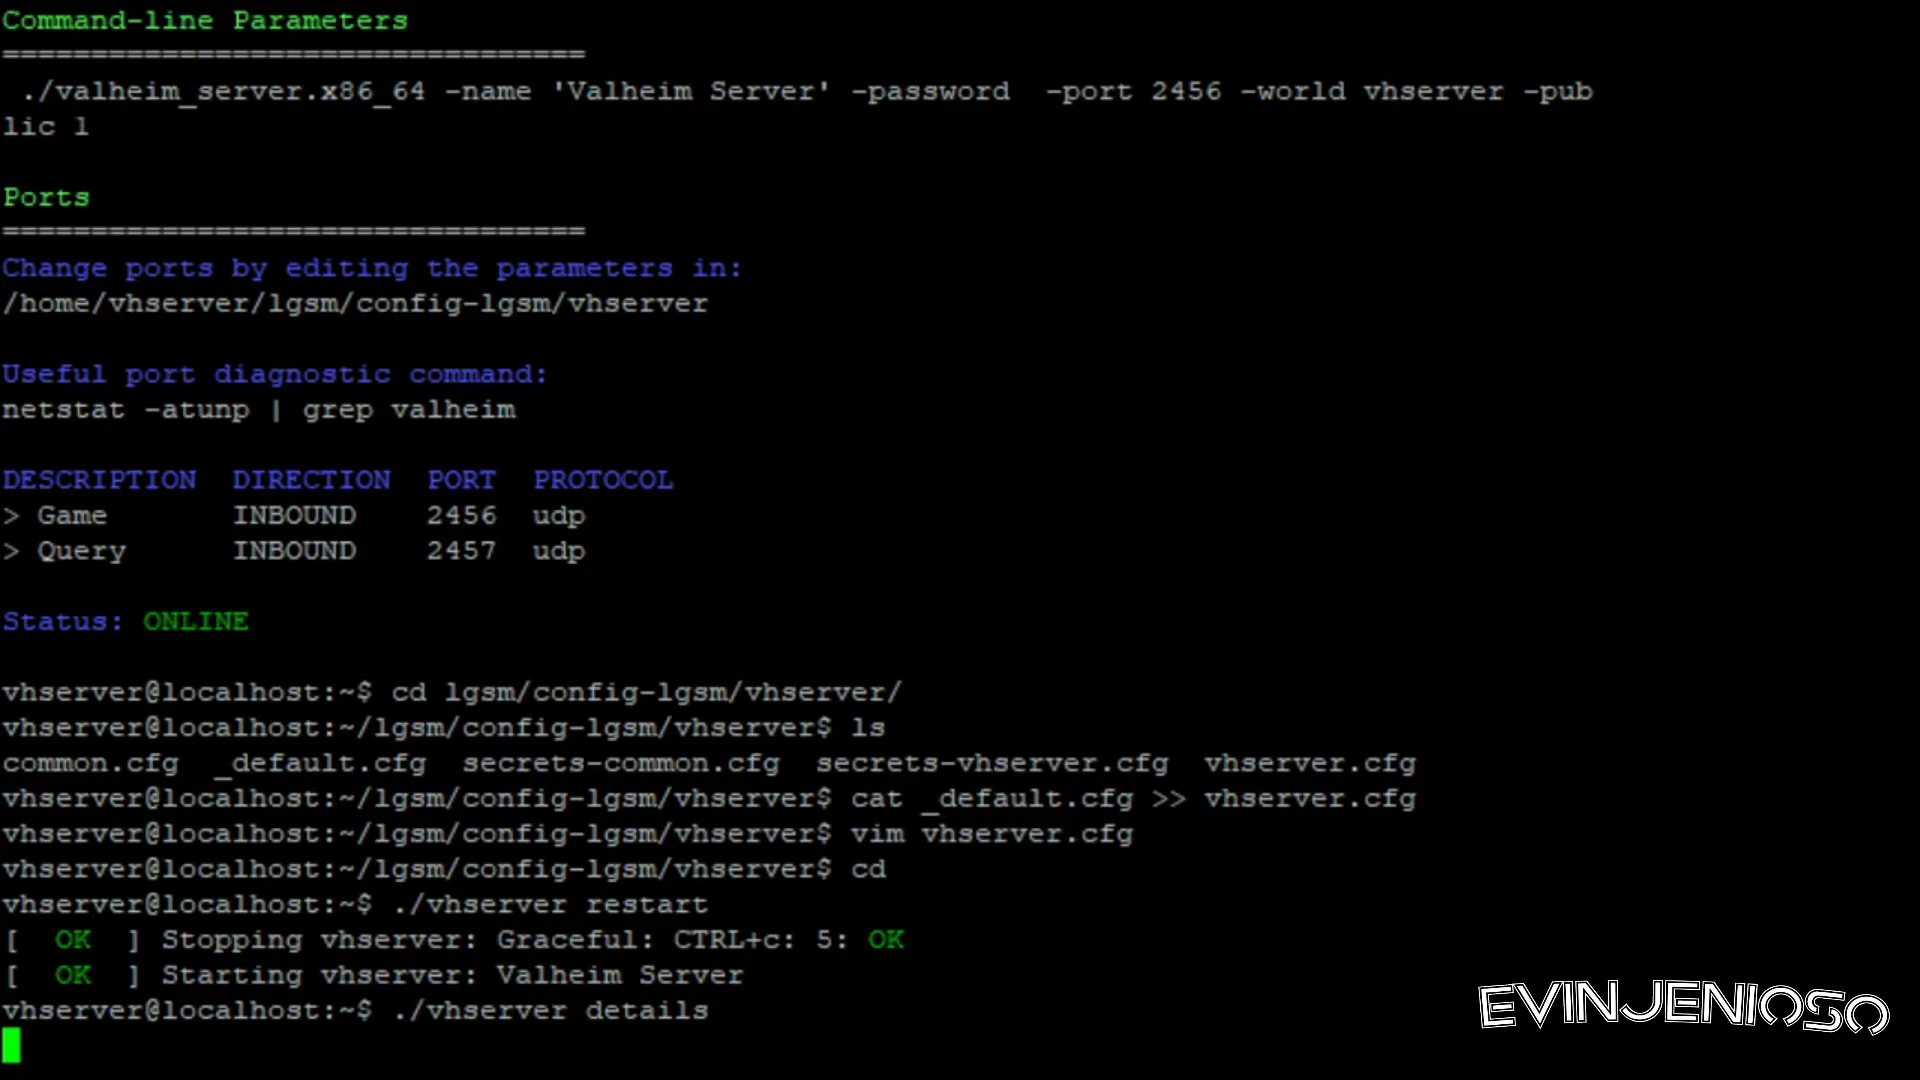 Command-line Parameters
=================================
 ./valheim_server.x86_64 -name 'Valheim Server' -password  -port 2456 -world vhserver -pub
lic 1
Ports
=================================
Change ports by editing the parameters in:
/home/vhserver/lgsm/config-lgsm/vhserver
Useful port diagnostic command:
netstat -atunp | grep valheim
DESCRIPTION  DIRECTION  PORT  PROTOCOL
> Game       INBOUND    2456  udp
> Query      INBOUND    2457  udp
Status: ONLINE
vhserver@localhost:~$ cd lgsm/config-lgsm/vhserver/
vhserver@localhost:~/lgsm/config-lgsm/vhserver$ ls
common.cfg  _default.cfg  secrets-common.cfg  secrets-vhserver.cfg  vhserver.cfg
vhserver@localhost:~/lgsm/config-lgsm/vhserver$ cat _default.cfg >> vhserver.cfg
vhserver@localhost:~/lgsm/config-lgsm/vhserver$ vim vhserver.cfg
vhserver@localhost:~/lgsm/config-lgsm/vhserver$ cd
vhserver@localhost:~$ ./vhserver restart
[  OK  ] Stopping vhserver: Graceful: CTRL+c: 5: OK
[  OK  ] Starting vhserver: Valheim Server
vhserver@localhost:~$ ./vhserver details
EVINJENIOSO